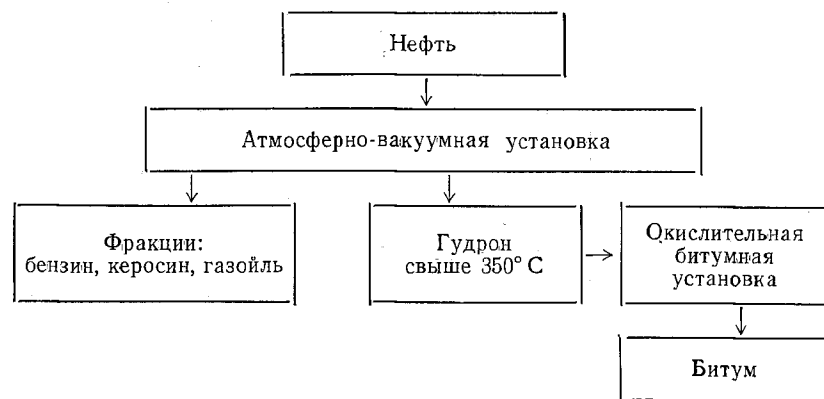 Нефть
Атмосферно-вакуумная установка
Фракции:
бензин, керосин, газойль
Гудрон
свыше 350° С
Окислительная
битумная
установка
Битум